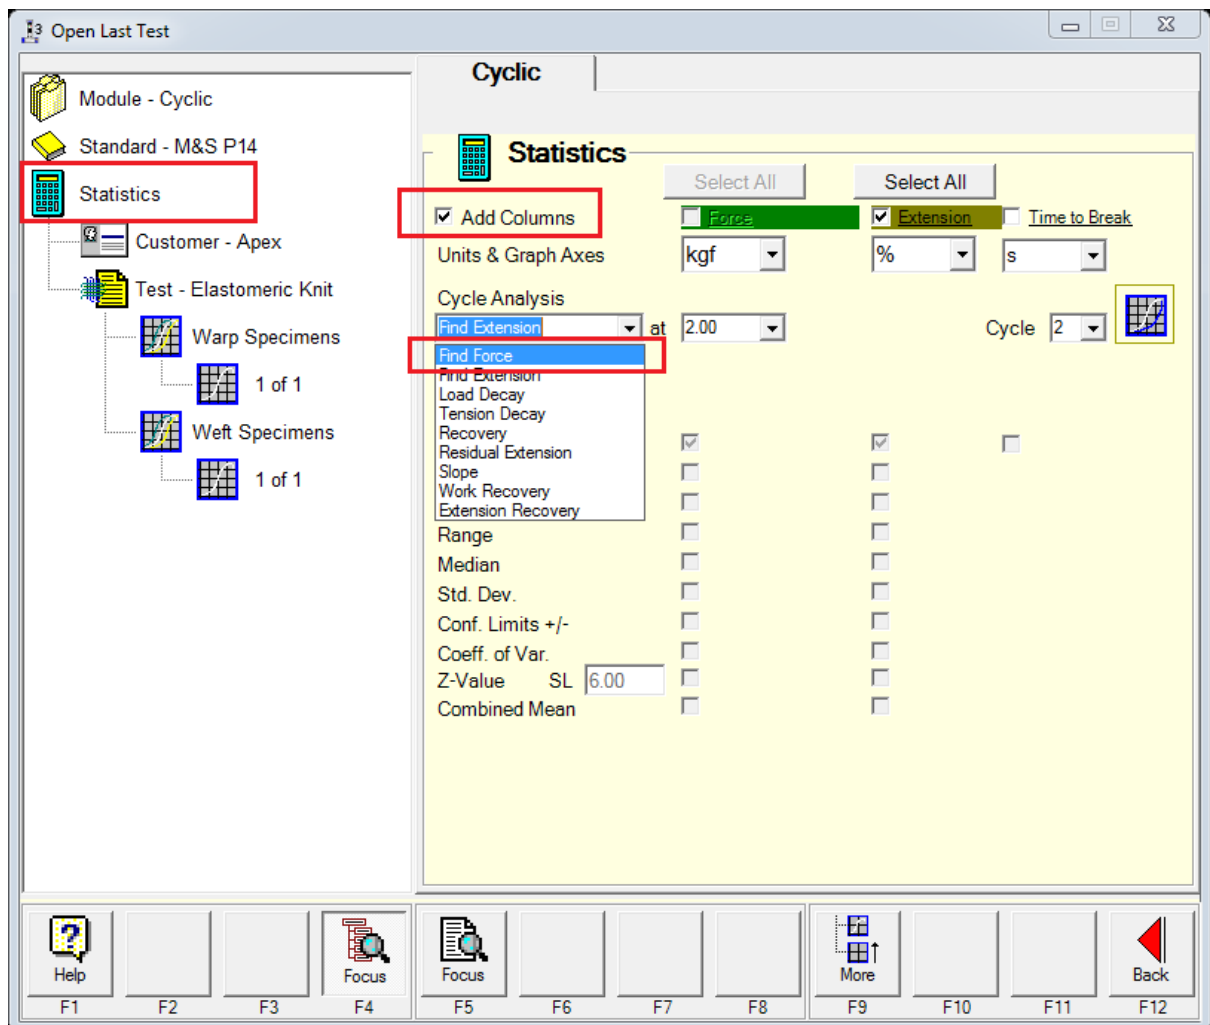 Open Last Test
Module - Cyclic
Standard - M&S P14
Statistics
Customer - Apex
Test - Elastomeric Knit
Warp Specimens
1 of 1
Weft Specimens
1 of 1
Cyclic
Statistics
Select All Select All
Add Columns Force Extension Time to Break
Units & Graph Axes kgf % s
Cycle Analysis
Find Extension at 2.00 Cycle 2
Find Force
Find Extension
Load Decay
Tension Decay
Recovery
Residual Extension
Slope
Work Recovery
Extension Recovery
Range
Median
Std. Dev.
Conf. Limits +/-
Coeff. of Var.
Z-Value SL 6.00
Combined Mean
Help Focus Focus More Back
F1 F2 F3 F4 F5 F6 F7 F8 F9 F10 F11 F12